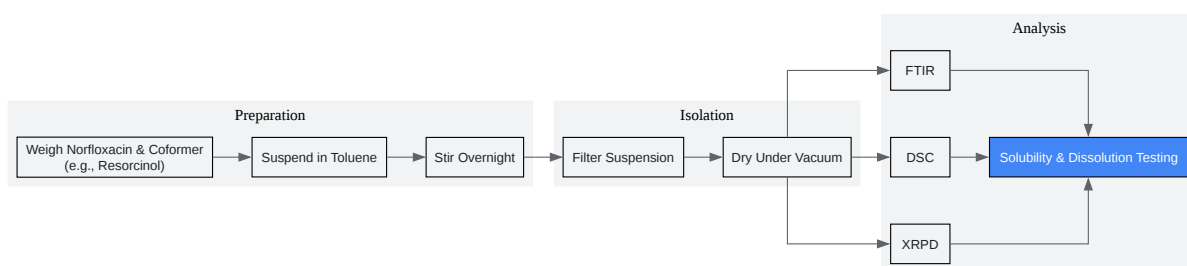 Analysis
FTIR
Preparation
Isolation
Weigh Norfloxacin & Coformer
(e.g., Resorcinol)
Suspend in Toluene
Stir Overnight
Filter Suspension
Dry Under Vacuum
DSC
Solubility & Dissolution Testing
XRPD